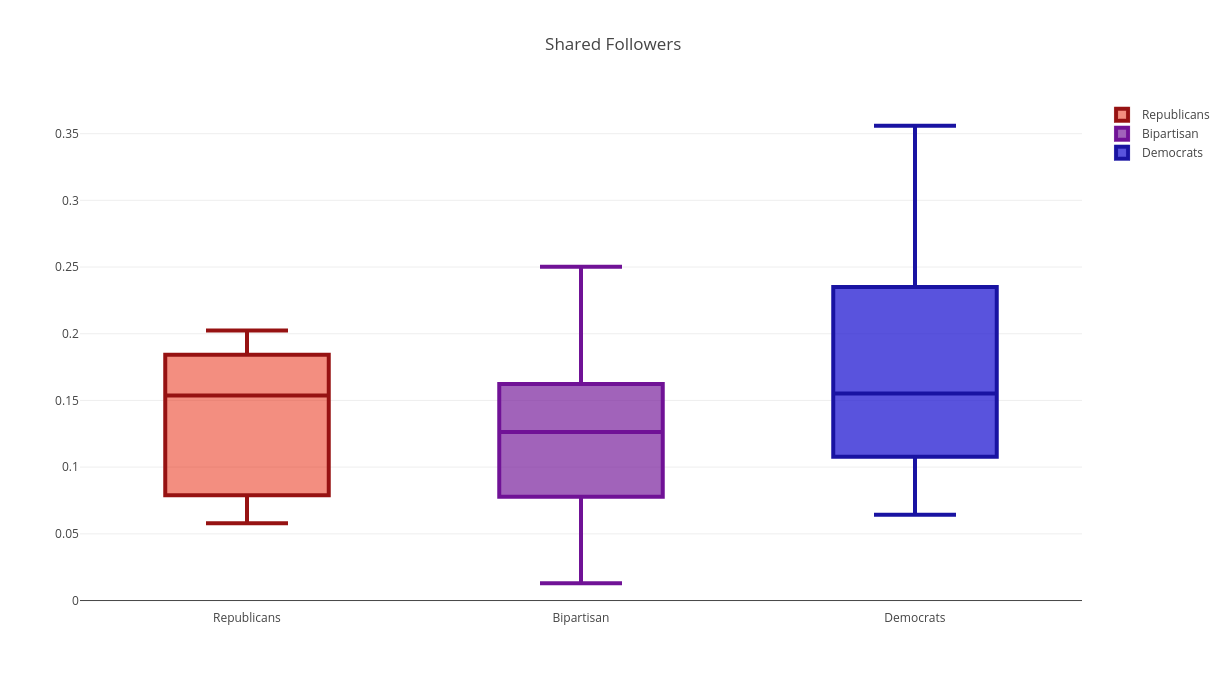 Shared Followers
Republicans
Bipartisan
Democrats
0.35
0.3
0.25
0.2
0.15
0.1
0.05
0
Republicans
Bipartisan
Democrats